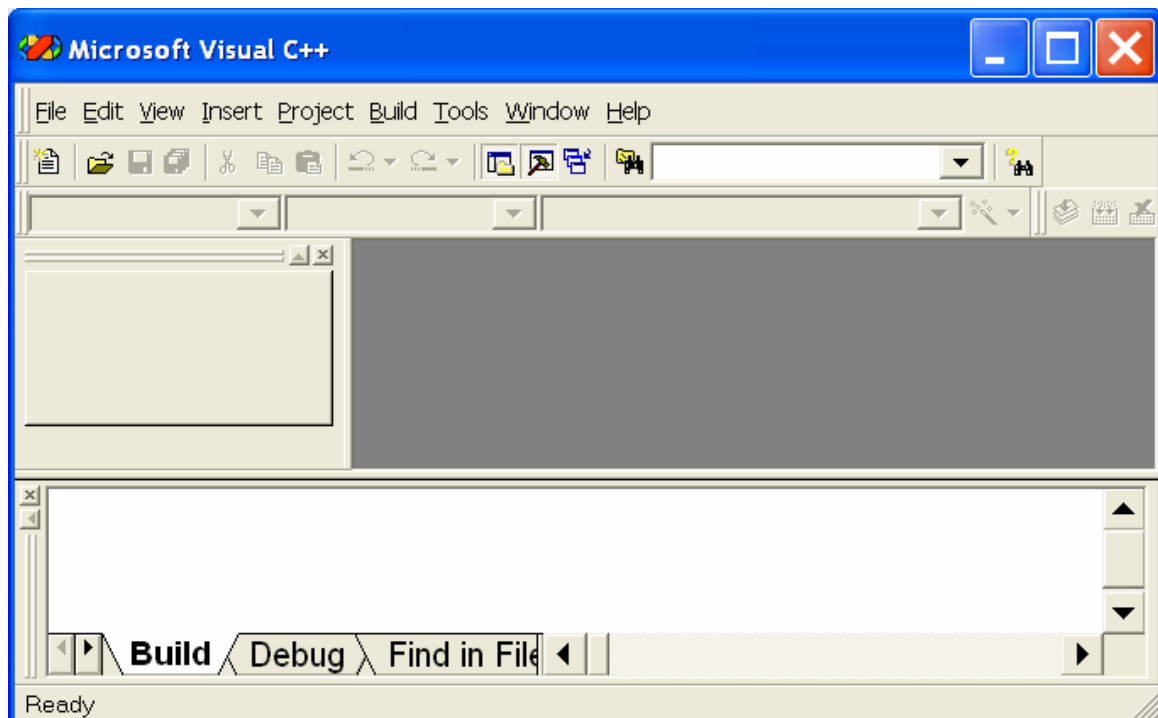 Microsoft Visual C++
File Edit View Insert Project Build Tools Window Help
Build Debug Find in File
Ready